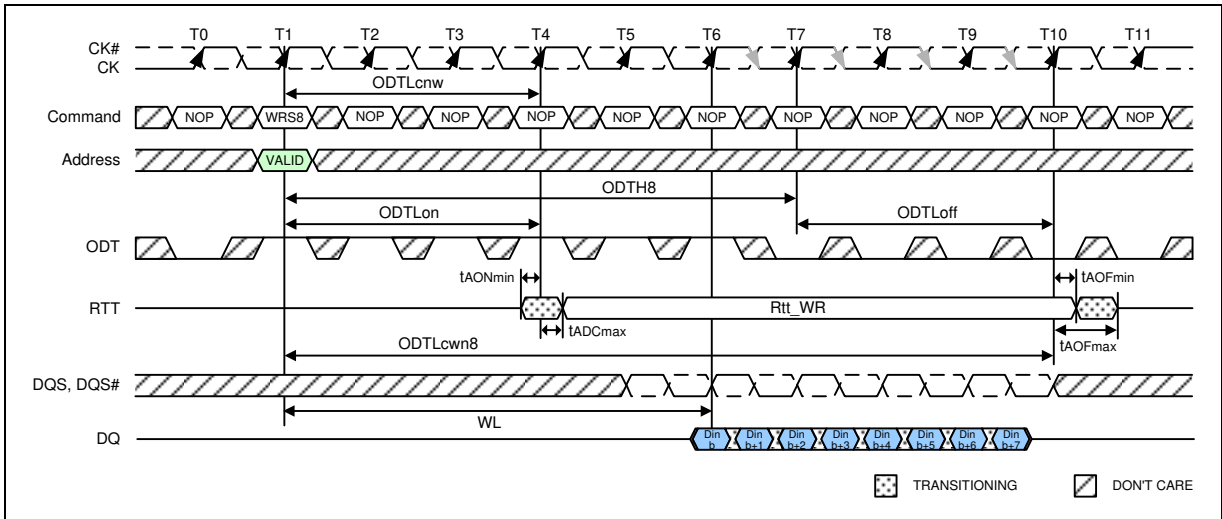 T0 T1 T2 T3 T4 T5 T6 T7 T8 T9 T10 T11
CK#
CK
ODTLcnw
Command NOP WRS8 NOP NOP NOP NOP NOP NOP NOP NOP NOP NOP
Address VALID
ODTH8
ODTLon ODTLoff
ODT
tAONmin tAOFmin
RTT Rtt_WR
tADCmax
ODTLcwn8 tAOFmax
DQS, DQS#
WL
DQ Din b Din b+1 Din b+2 Din b+3 Din b+4 Din b+5 Din b+6 Din b+7
TRANSITIONING DON'T CARE